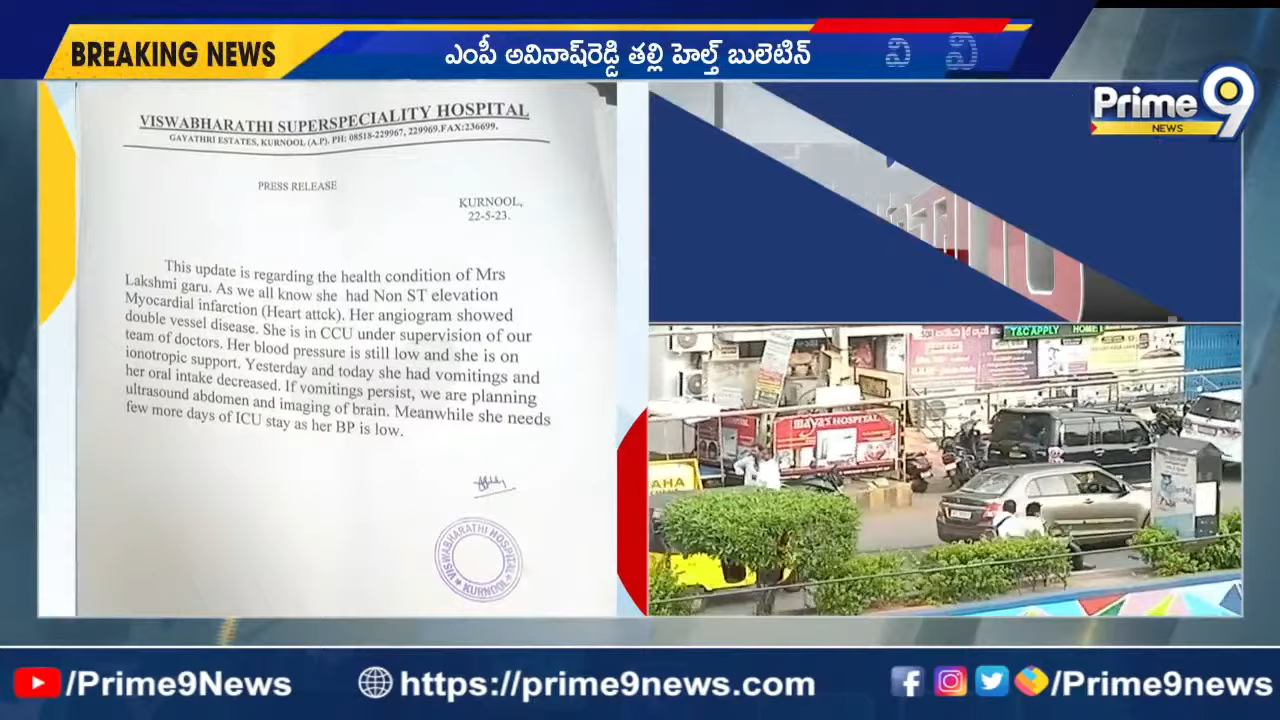 BREAKING NEWS
ఎంపీ అవినాష్‌రెడ్డి తల్లి హెల్త్ బులెటిన్
Prime9
NEWS
VISWABHARATHI SUPERSPECIALITY HOSPITAL
GAYATHRI ESTATES, KURNOOL (A.P). PH: 08518-229967, 229969.FAX:236699.
PRESS RELEASE
KURNOOL,
22-5-23.
This update is regarding the health condition of Mrs
Lakshmi garu. As we all know she had Non ST elevation
Myocardial infarction (Heart attck). Her angiogram showed
double vessel disease. She is in CCU under supervision of our
team of doctors. Her blood pressure is still low and she is on
ionotropic support. Yesterday and today she had vomitings and
her oral intake decreased. If vomitings persist, we are planning
ultrasound abdomen and imaging of brain. Meanwhile she needs
few more days of ICU stay as her BP is low.
VISWABHARATHI HOSPITAL
★ KURNOOL ★
T&C APPLY
HOME
maya's HOSPITAL
/Prime9News
https://prime9news.com
/Prime9news